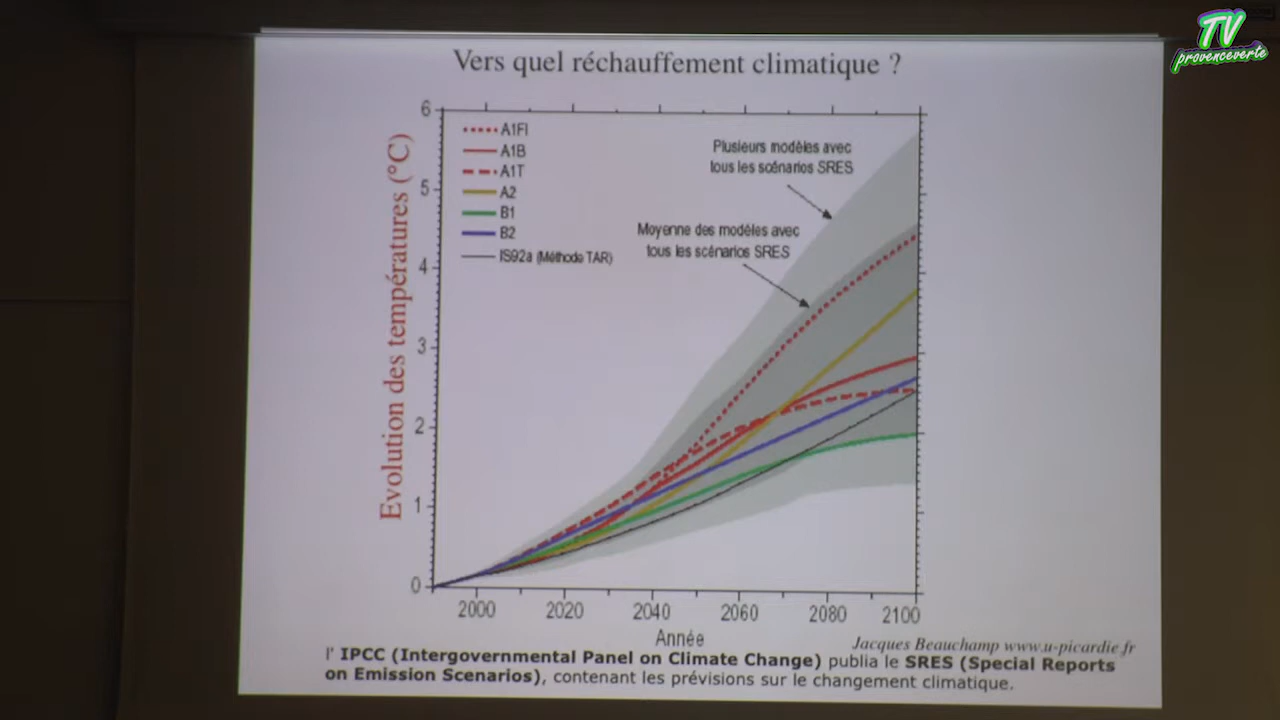 TV
provenceverte
Vers quel réchauffement climatique ?
6
5
4
3
2
1
0
Evolution des températures (°C)
A1FI
A1B
A1T
A2
B1
B2
IS92a (Méthode TAR)
Plusieurs modèles avec
tous les scénarios SRES
Moyenne des modèles avec
tous les scénarios SRES
2000 2020 2040 2060 2080 2100
Année
Jacques Beauchamp www.u-picardie.fr
l' IPCC (Intergovernmental Panel on Climate Change) publia le SRES (Special Reports
on Emission Scenarios), contenant les prévisions sur le changement climatique.